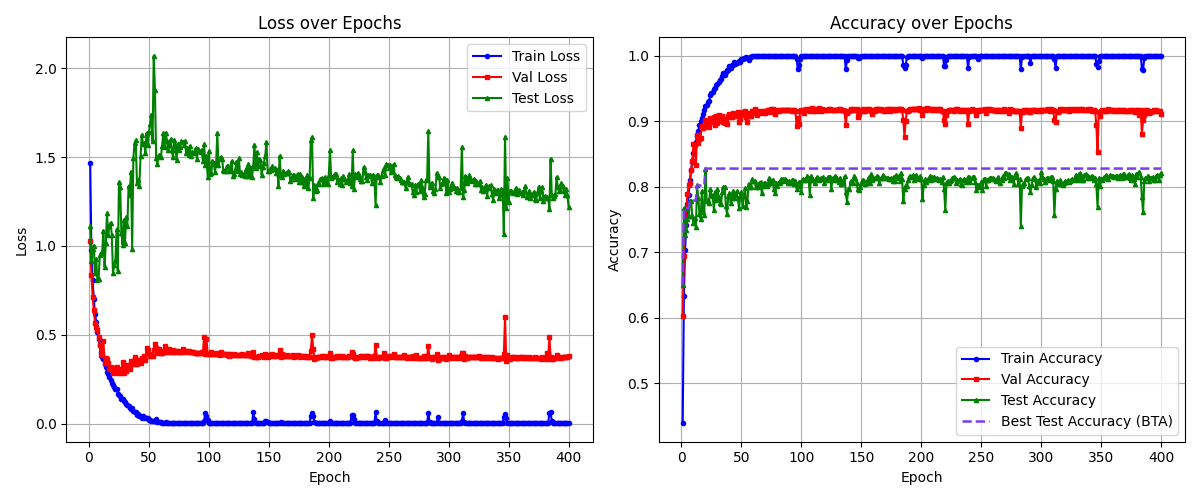 Loss over Epochs
Loss
2.0
1.5
1.0
0.5
0.0
0 50 100 150 200 250 300 350 400
Epoch
Train Loss
Val Loss
Test Loss
Accuracy over Epochs
Accuracy
1.0
0.9
0.8
0.7
0.6
0.5
0 50 100 150 200 250 300 350 400
Epoch
Train Accuracy
Val Accuracy
Test Accuracy
Best Test Accuracy (BTA)